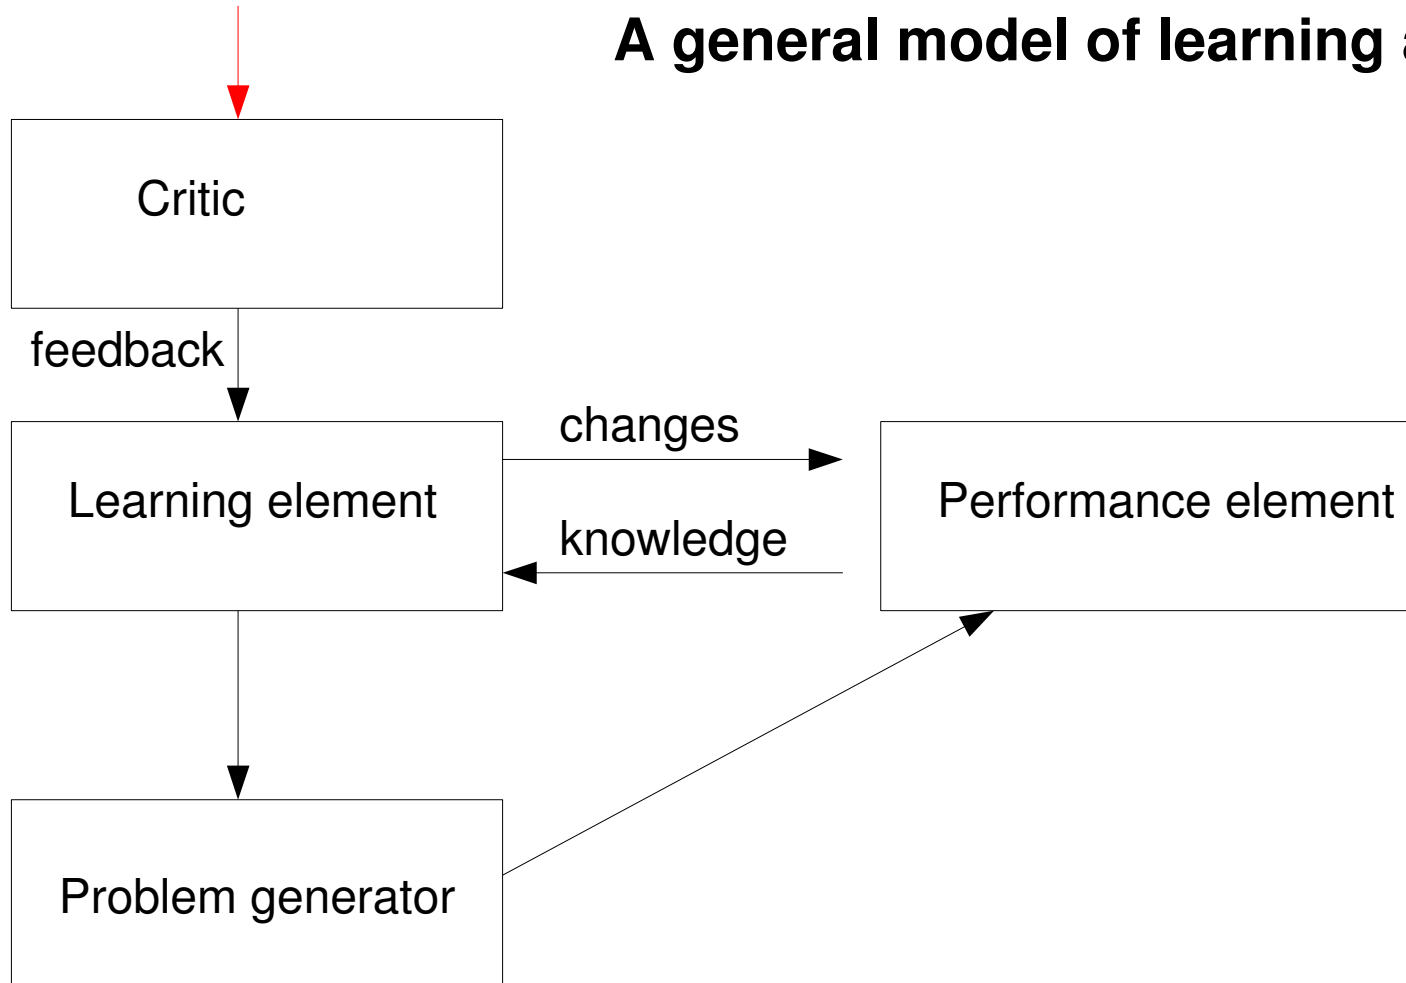 A general model of learning a
Critic
feedback
changes
Learning element
Performance element
knowledge
Problem generator